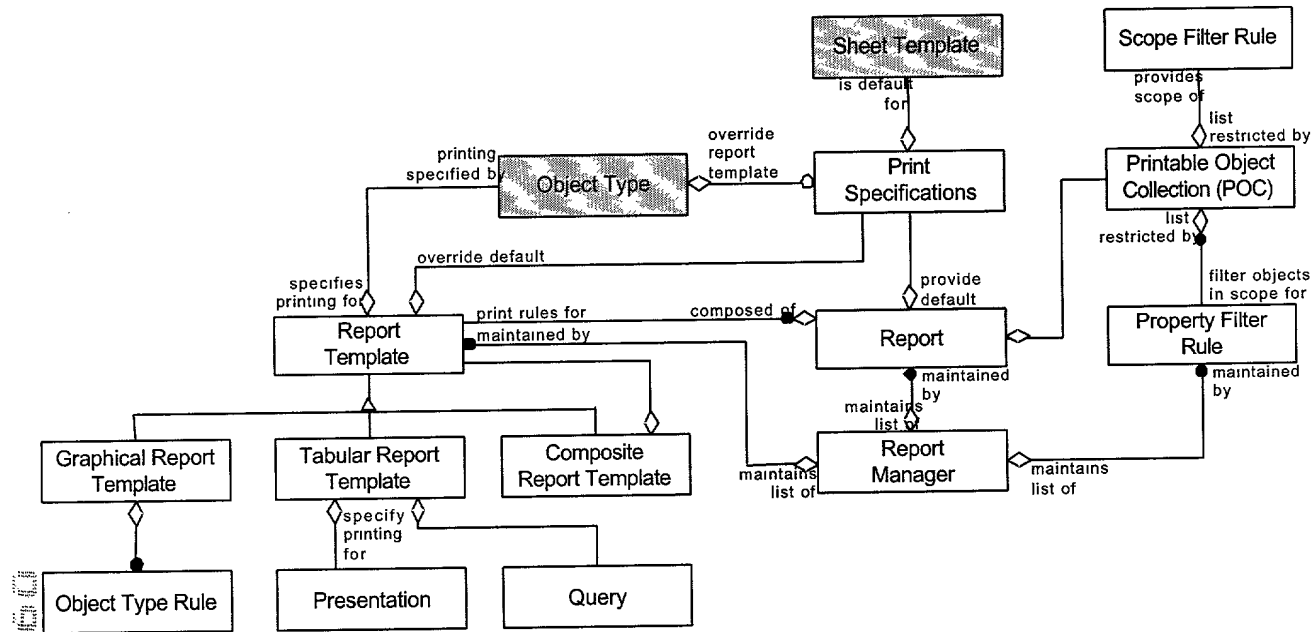 Sheet Template
Scope Filter Rule
is default
for
provides
scope of
list
restricted by
printing
specified b
override
report
template
Object Type
Print
Specifications
Printable Object
Collection (POC)
list
restricted by
override default
specifies
printing for
provide
default
filter objects
in scope for
print rules for
composed of
maintained by
Report
Template
Report
Property Filter
Rule
maintained
by
maintained
by
maintains
list of
Graphical Report
Template
Tabular Report
Template
Composite
Report Template
Report
Manager
maintains
list of
maintains
list of
specify
printing
for
Object Type Rule
Presentation
Query